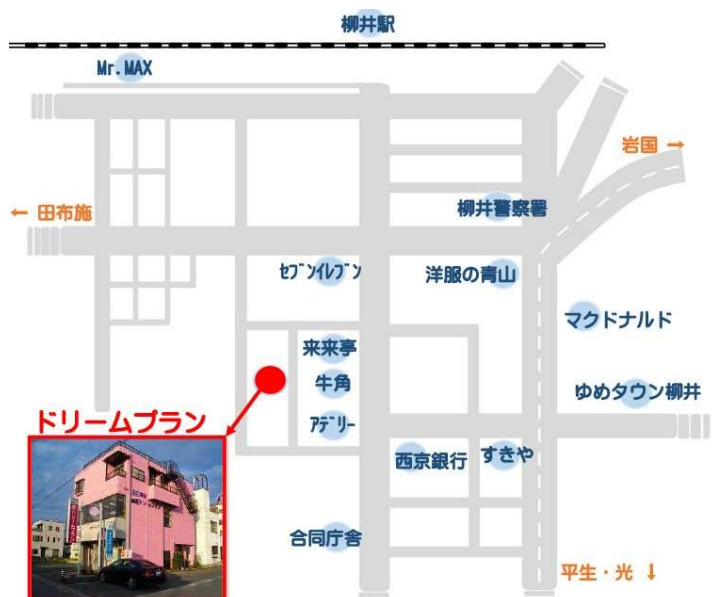 柳井駅
Mr.MAX
岩国 →
← 田布施
柳井警察署
ｾﾌﾞﾝｲﾚﾌﾞﾝ
洋服の青山
マクドナルド
来来亭
牛角
ゆめタウン柳井
ｱﾃﾞﾘｰ
ドリームプラン
西京銀行
すきや
合同庁舎
平生・光 ↓